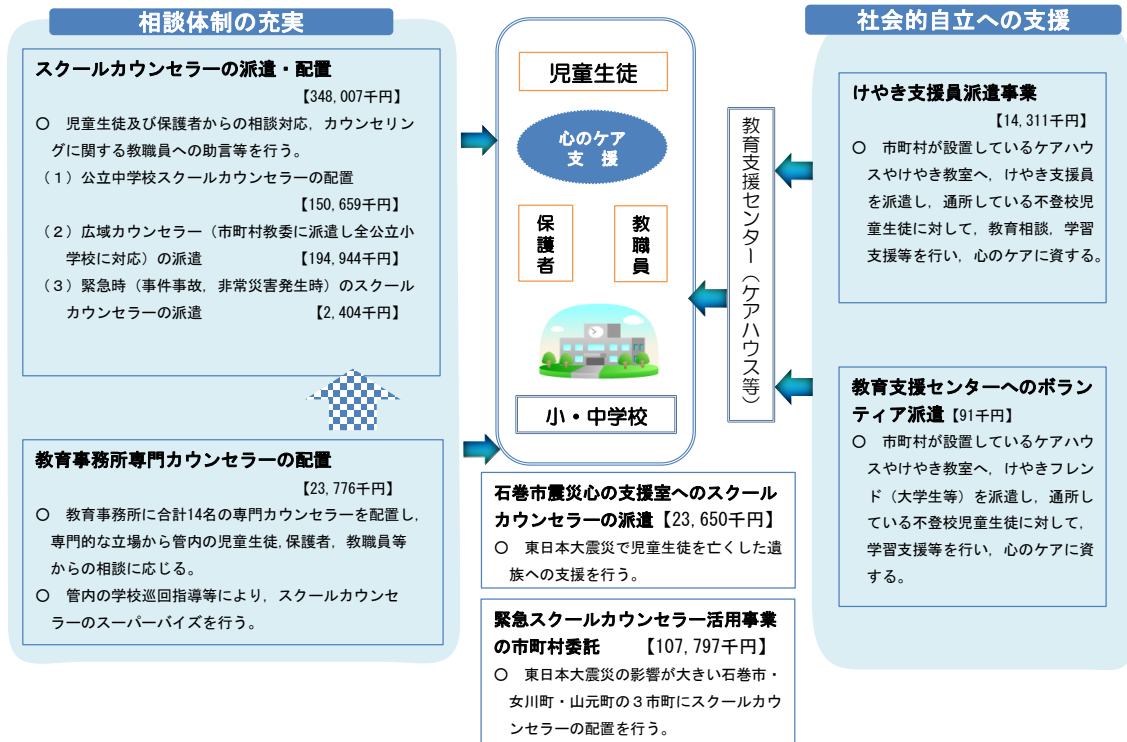 相談体制の充実
スクールカウンセラーの派遣・配置
【348,007千円】
○ 児童生徒及び保護者からの相談対応，カウンセリン
グに関する教職員への助言等を行う。
（１）公立中学校スクールカウンセラーの配置
【150,659千円】
（２）広域カウンセラー（市町村教委に派遣し全公立小
学校に対応）の派遣 【194,944千円】
（３）緊急時（事件事故，非常災害発生時）のスクール
カウンセラーの派遣 【2,404千円】
教育事務所専門カウンセラーの配置
【23,776千円】
○ 教育事務所に合計14名の専門カウンセラーを配置し，
専門的な立場から管内の児童生徒,保護者，教職員等
からの相談に応じる。
○ 管内の学校巡回指導等により，スクールカウンセ
ラーのスーパーバイズを行う。
児童生徒
心のケア
支 援
保護者
教職員
小・中学校
石巻市震災心の支援室へのスクール
カウンセラーの派遣【23,650千円】
○ 東日本大震災で児童生徒を亡くした遺
族への支援を行う。
緊急スクールカウンセラー活用事業
の市町村委託 【107,797千円】
○ 東日本大震災の影響が大きい石巻市・
女川町・山元町の３市町にスクールカウ
ンセラーの配置を行う。
教育支援センター（ケアハウス等）
社会的自立への支援
けやき支援員派遣事業
【14,311千円】
○ 市町村が設置しているケアハウ
スやけやき教室へ，けやき支援員
を派遣し，通所している不登校児
童生徒に対して，教育相談，学習
支援等を行い，心のケアに資する。
教育支援センターへのボラン
ティア派遣【91千円】
○ 市町村が設置しているケアハウ
スやけやき教室へ，けやきフレン
ド（大学生等）を派遣し，通所し
ている不登校児童生徒に対して，
学習支援等を行い，心のケアに資
する。